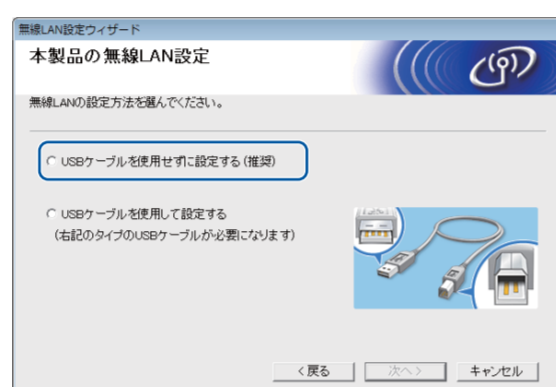 無線LAN設定ウィザード
本製品の無線LAN設定
無線LANの設定方法を選んでください。
USBケーブルを使用せずに設定する(推奨)
USBケーブルを使用して設定する
(右記のタイプのUSBケーブルが必要になります)
<戻る 次へ> キャンセル